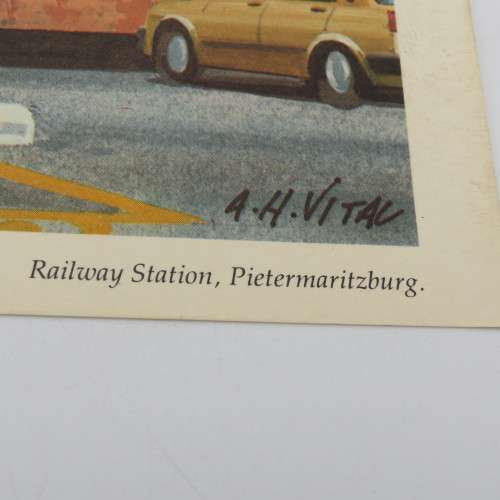 A.H. VITAL
Railway Station, Pietermaritzburg.